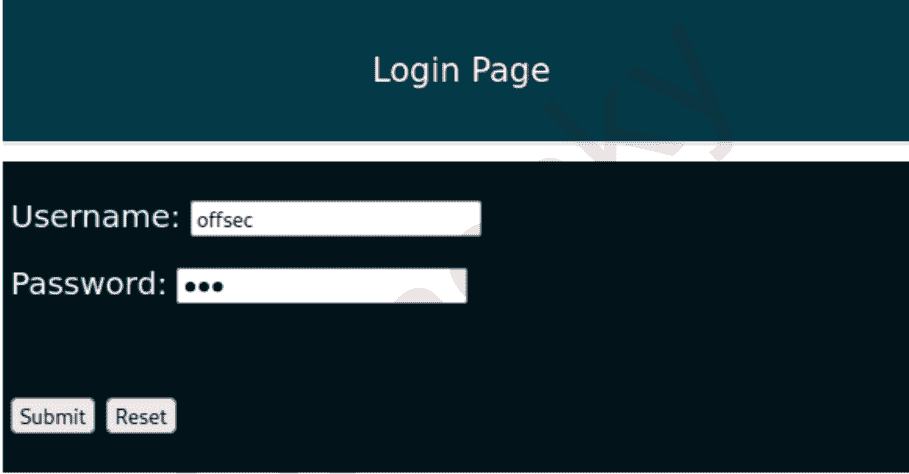 Login Page
Username: offsec
Password: •••
Submit Reset